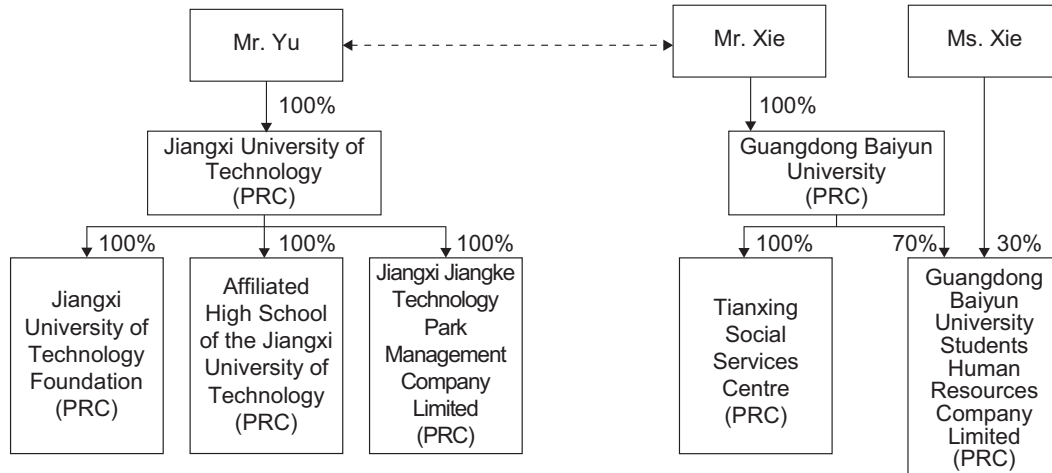 Mr. Yu
Mr. Xie
Ms. Xie
100%
100%
Jiangxi University of
Technology
(PRC)
Guangdong Baiyun
University
(PRC)
100%
100%
100%
100%
70%
30%
Jiangxi
University of
Technology
Foundation
(PRC)
Affiliated
High School
of the Jiangxi
University of
Technology
(PRC)
Jiangxi Jiangke
Technology
Park
Management
Company
Limited
(PRC)
Tianxing
Social
Services
Centre
(PRC)
Guangdong
Baiyun
University
Students
Human
Resources
Company
Limited
(PRC)